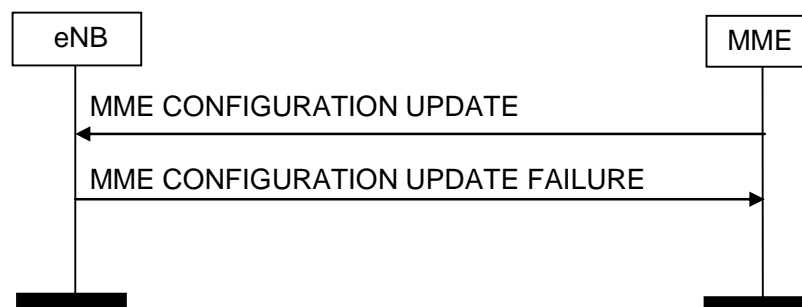 eNB
MME
MME CONFIGURATION UPDATE
MME CONFIGURATION UPDATE FAILURE